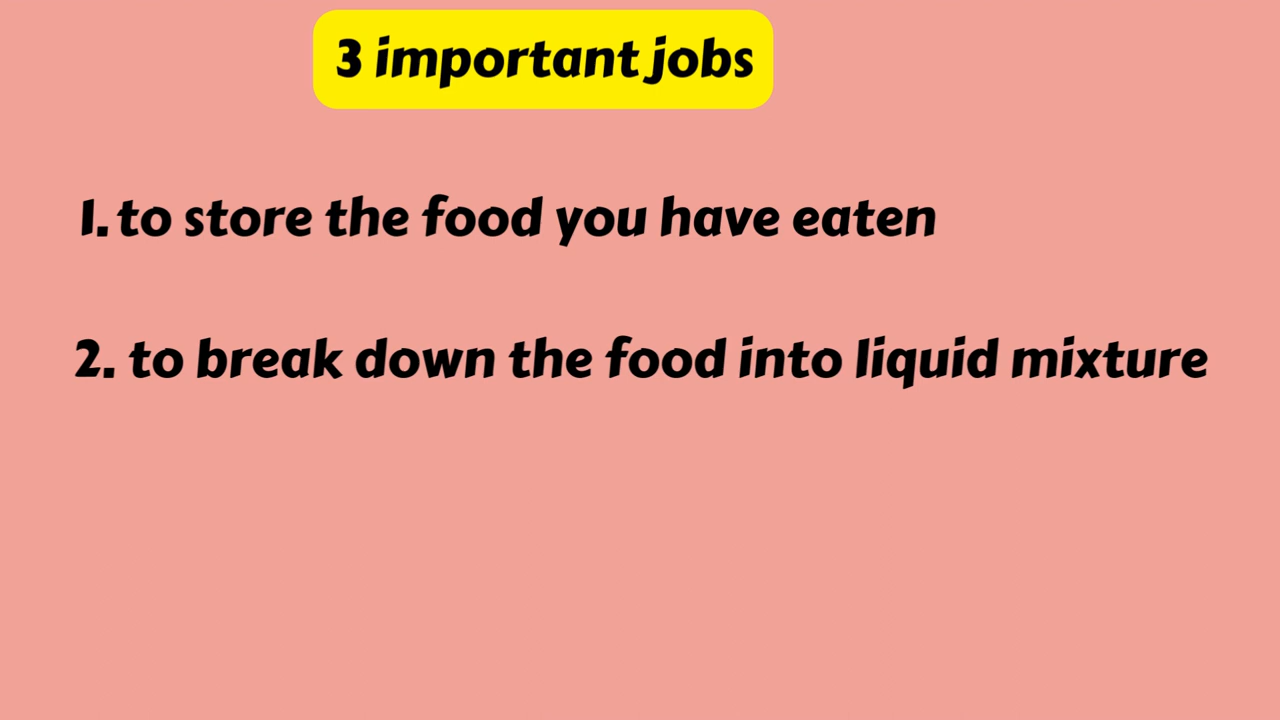 3 important jobs
1. to store the food you have eaten
2. to break down the food into liquid mixture